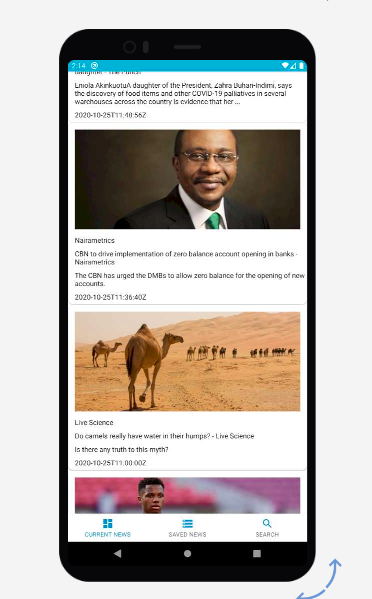 2:14
daughter - The Punch
Eniola AkinkuotuA daughter of the President, Zahra Buhari-Indimi, says
the discovery of food items and other COVID-19 palliatives in several
warehouses across the country is evidence that her ...
2020-10-25T11:48:56Z
Nairametrics
CBN to drive implementation of zero balance account opening in banks -
Nairametrics
The CBN has urged the DMBs to allow zero balance for the opening of new
accounts.
2020-10-25T11:36:40Z
Live Science
Do camels really have water in their humps? - Live Science
Is there any truth to this myth?
2020-10-25T11:00:00Z
CURRENT NEWS
SAVED NEWS
SEARCH